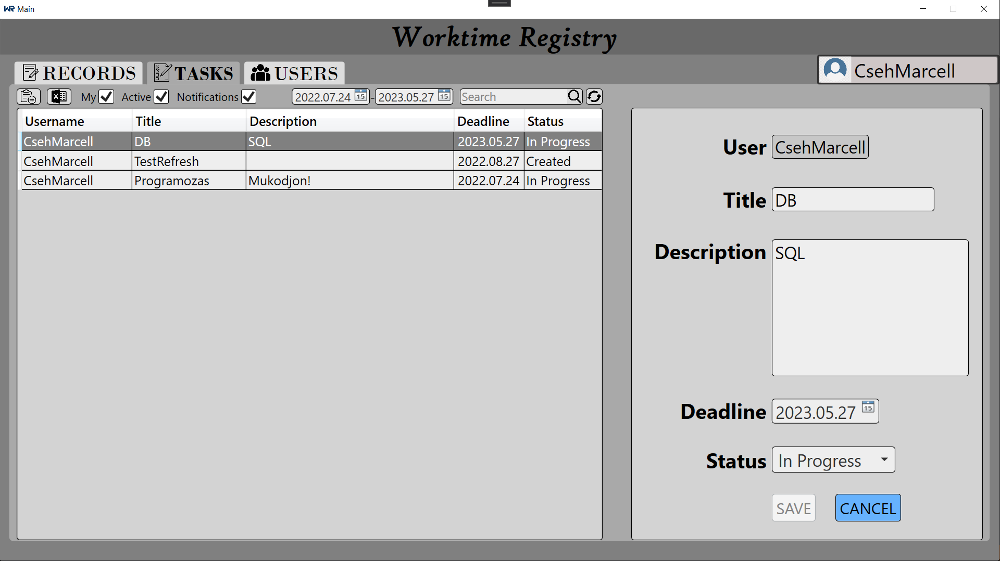 WR Main
Worktime Registry
RECORDS TASKS USERS
CsehMarcell
My Active Notifications 2022.07.24 15 - 2023.05.27 15 Search
Username Title Description Deadline Status
CsehMarcell DB SQL 2023.05.27 In Progress
CsehMarcell TestRefresh 2022.08.27 Created
CsehMarcell Programozas Mukodjon! 2022.07.24 In Progress
User CsehMarcell
Title DB
Description SQL
Deadline 2023.05.27 15
Status In Progress
SAVE CANCEL